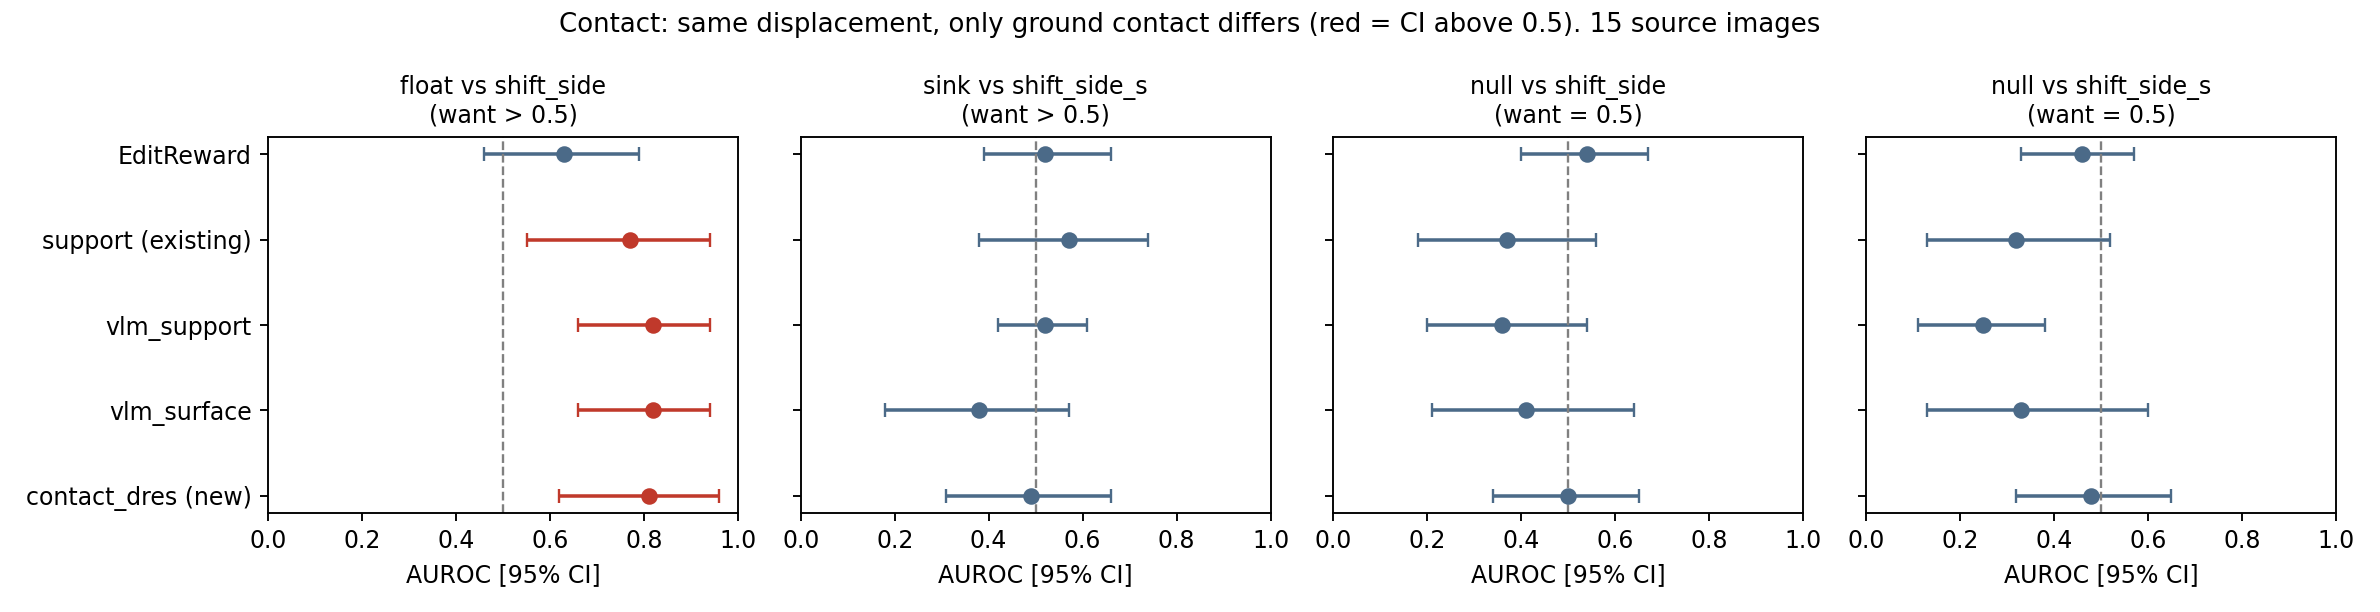 Contact: same displacement, only ground contact differs (red = CI above 0.5). 15 source images
float vs shift_side
(want > 0.5)
sink vs shift_side_s
(want > 0.5)
null vs shift_side
(want = 0.5)
null vs shift_side_s
(want = 0.5)
EditReward
support (existing)
vlm_support
vlm_surface
contact_dres (new)
0.0 0.2 0.4 0.6 0.8 1.0
0.0 0.2 0.4 0.6 0.8 1.0
0.0 0.2 0.4 0.6 0.8 1.0
0.0 0.2 0.4 0.6 0.8 1.0
AUROC [95% CI]
AUROC [95% CI]
AUROC [95% CI]
AUROC [95% CI]